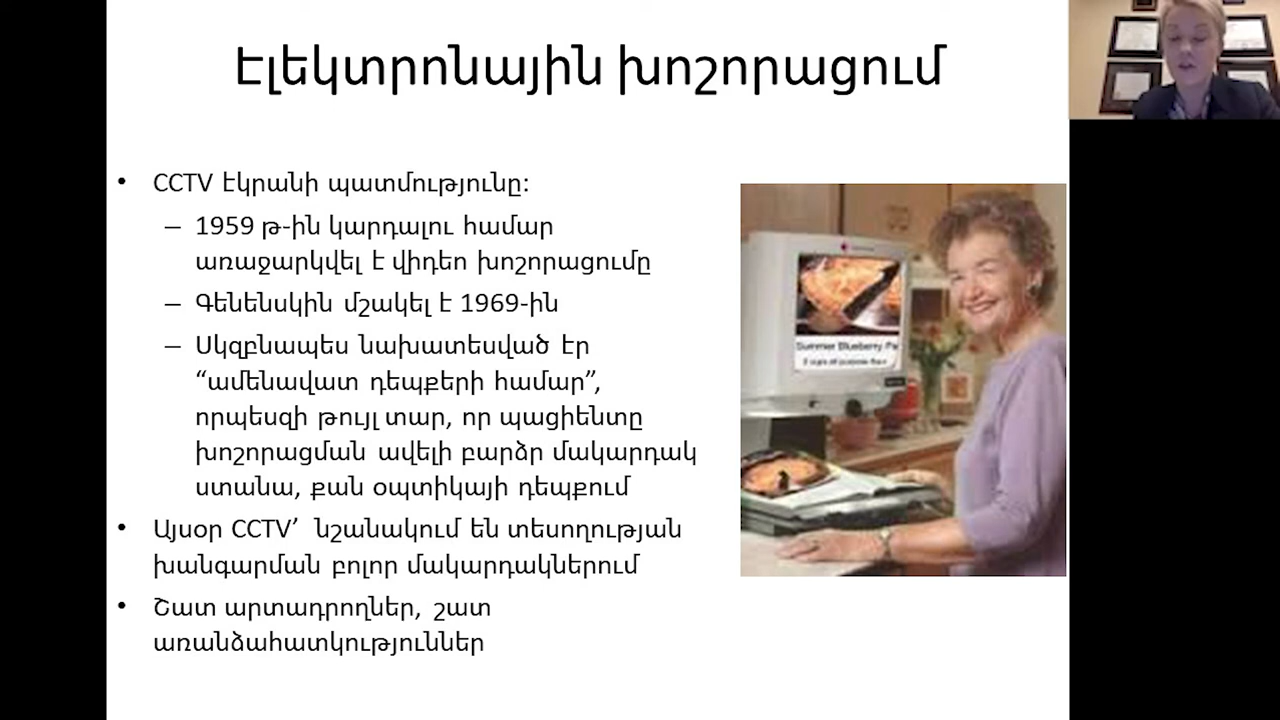 Էլեկտրոնային խոշորացում
• CCTV էկրանի պատմությունը:
– 1959 թ-ին կարդալու համար
առաջարկվել է վիդեո խոշորացումը
– Գենենսկին մշակել է 1969-ին
– Սկզբնապես նախատեսված էր
“ամենավատ դեպքերի համար”,
որպեսզի թույլ տար, որ պացիենտը
խոշորացման ավելի բարձր մակարդակ
ստանա, քան օպտիկայի դեպքում
• Այսօր CCTV’ նշանակում են տեսողության
խանգարման բոլոր մակարդակներում
• Շատ արտադրողներ, շատ
առանձահատկություններ
Summer Blueberry Pie